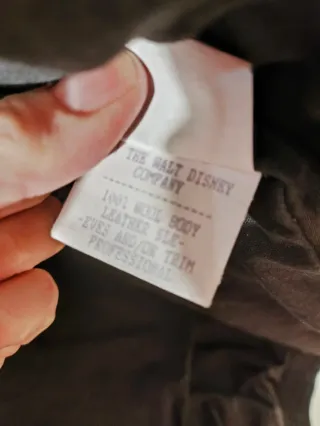 THE WALT DISNEY
COMPANY
--------------------
100% WOOL BODY
LEATHER SLE-
-EVES AND/OR TRIM
PROFESSIONAL